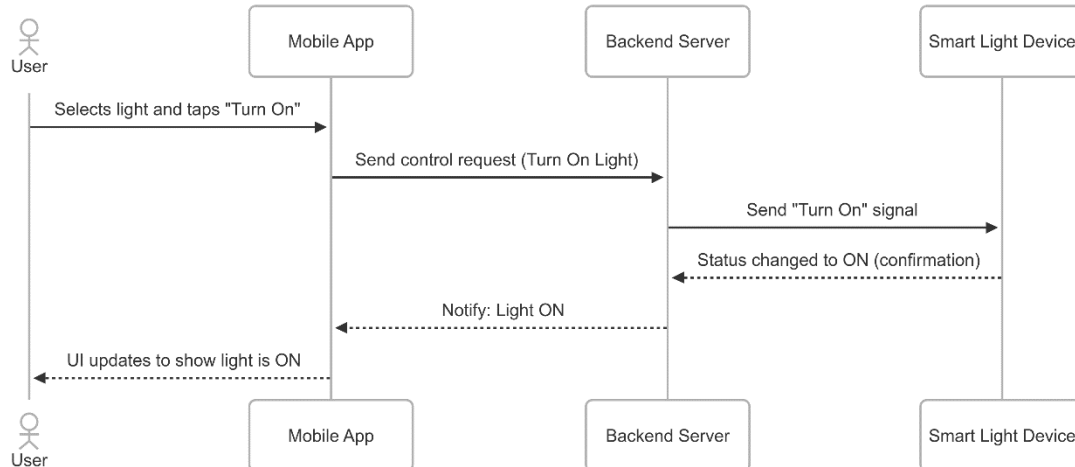 Mobile App
Backend Server
Smart Light Device
User
Selects light and taps "Turn On"
Send control request (Turn On Light)
Send "Turn On" signal
Status changed to ON (confirmation)
Notify: Light ON
UI updates to show light is ON
Mobile App
Backend Server
Smart Light Device
User